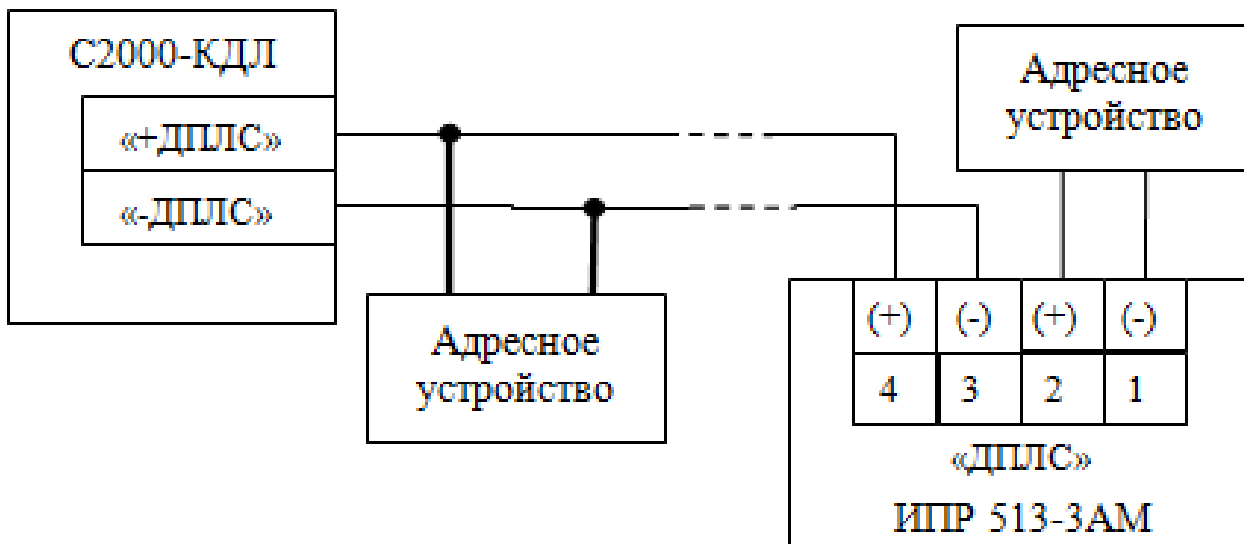 С2000-КДЛ
«+ДПЛС»
«-ДПЛС»
Адресное
устройство
Адресное
устройство
(+) (-) (+) (-)
4 3 2 1
«ДПЛС»
ИПР 513-3АМ